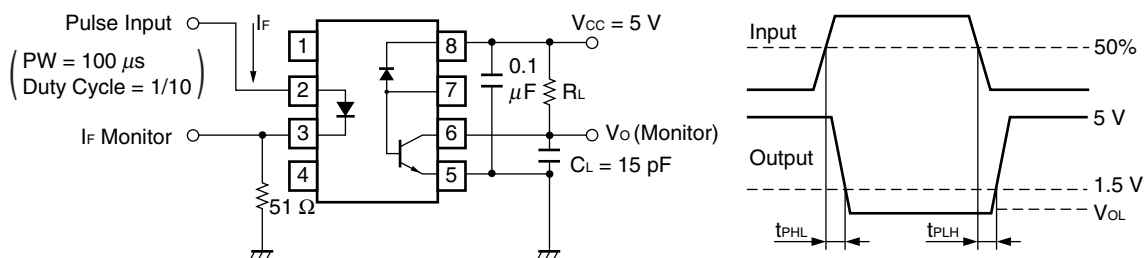 Pulse Input
IF
PW = 100 μs
Duty Cycle = 1/10
IF Monitor
51 Ω
1
2
3
4
8
7
6
5
VCC = 5 V
0.1
μF
RL
VO (Monitor)
CL = 15 pF
Input
50%
5 V
Output
1.5 V
VOL
tPHL
tPLH